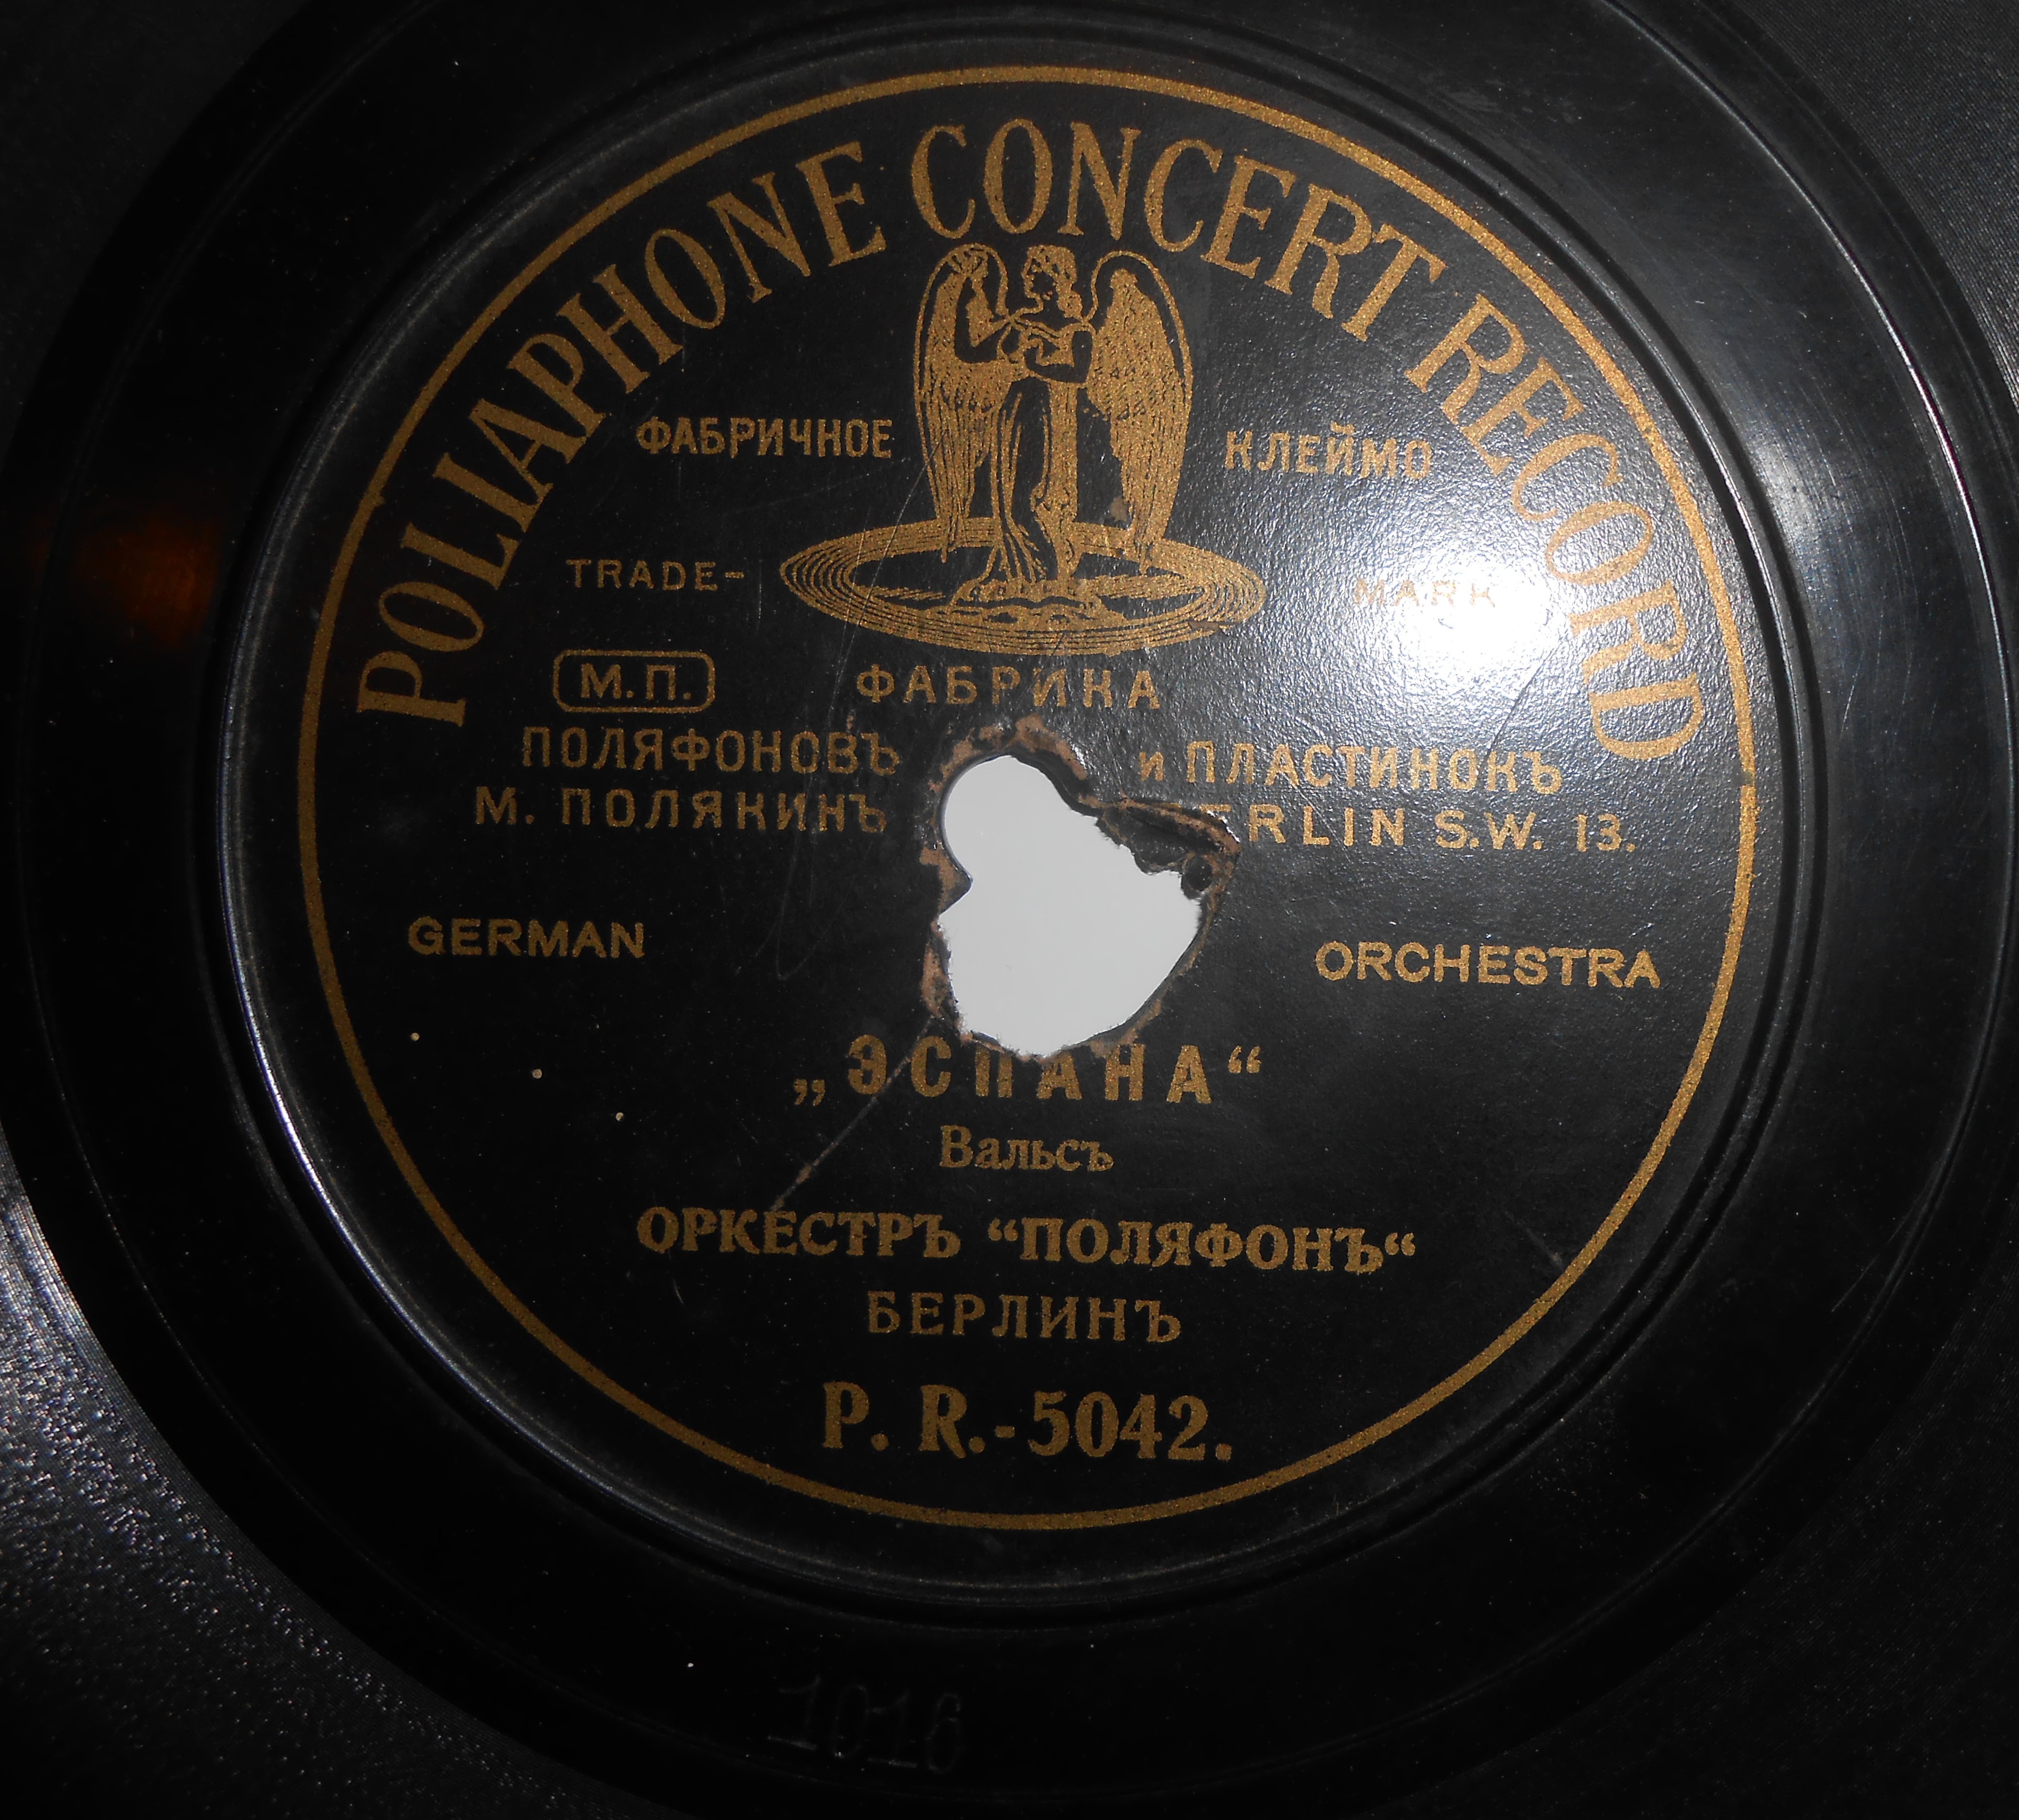 POLIAPHONE CONCERT RECORD
ФАБРИЧНОЕ КЛЕЙМО
TRADE- MARK
М.П. ФАБРИКА
ПОЛЯФОНОВЪ и ПЛАСТИНОКЪ
М. ПОЛЯКИНЪ ERLIN S.W. 13.
GERMAN ORCHESTRA
„ЭСПАНА“
Вальсъ
ОРКЕСТРЪ “ПОЛЯФОНЪ“
БЕРЛИНЪ
P. R.-5042.
1016